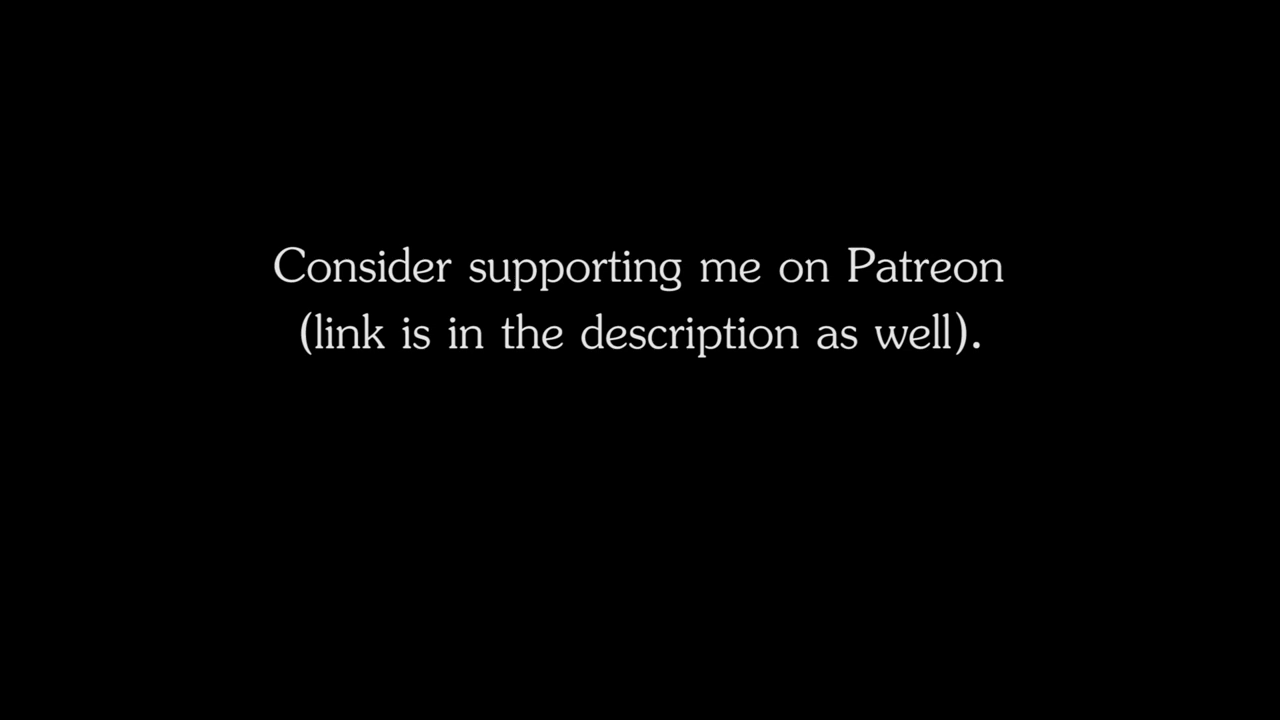 Consider supporting me on Patreon
(link is in the description as well).